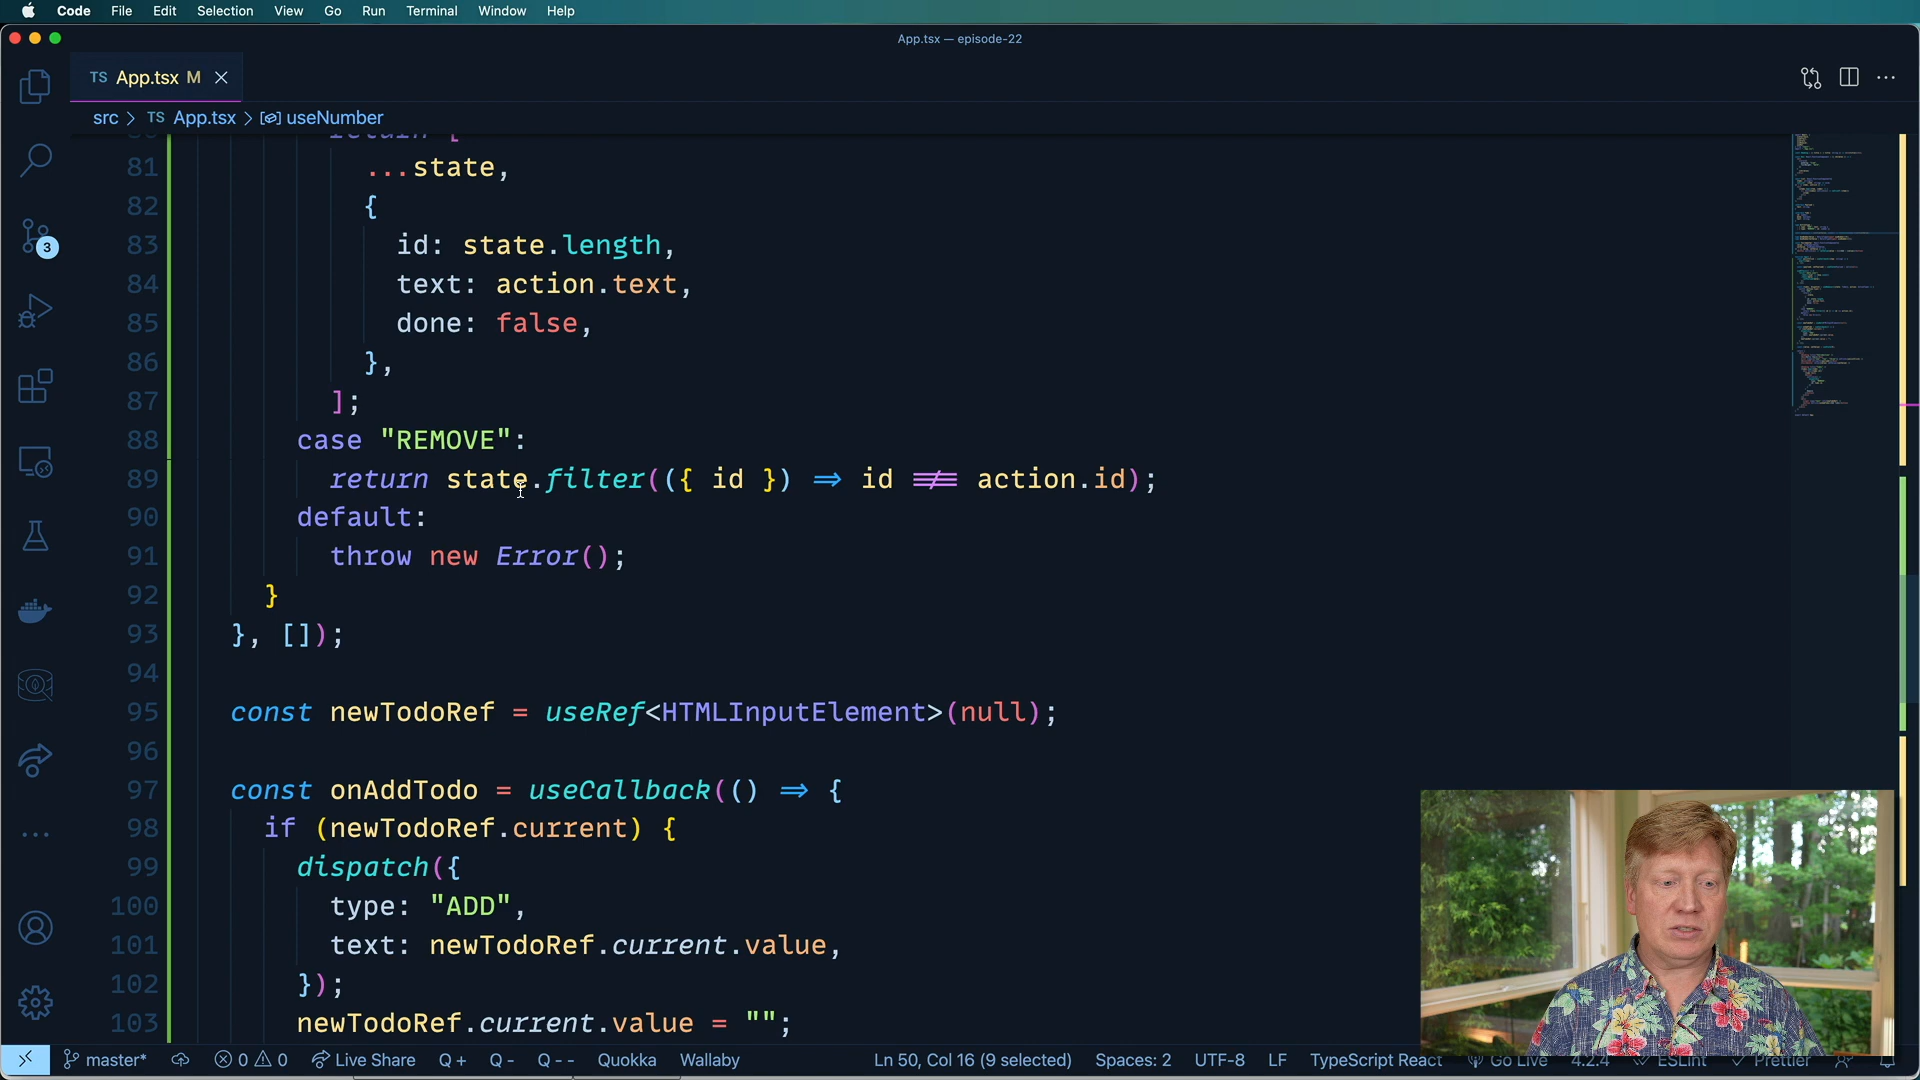 Code File Edit Selection View Go Run Terminal Window Help
App.tsx — episode-22
TS App.tsx M
src > TS App.tsx > useNumber
return [
81 ...state,
82 {
83 id: state.length,
84 text: action.text,
85 done: false,
86 },
87 ];
88 case "REMOVE":
89 return state.filter(({ id }) => id !== action.id);
90 default:
91 throw new Error();
92 }
93 }, []);
94
95 const newTodoRef = useRef<HTMLInputElement>(null);
96
97 const onAddTodo = useCallback(() => {
98 if (newTodoRef.current) {
99 dispatch({
100 type: "ADD",
101 text: newTodoRef.current.value,
102 });
103 newTodoRef.current.value = "";
3
master* 0 0 Live Share Q + Q - Q - - Quokka Wallaby Ln 50, Col 16 (9 selected) Spaces: 2 UTF-8 LF TypeScript React Go Live 4.2.4 ESLint Prettier